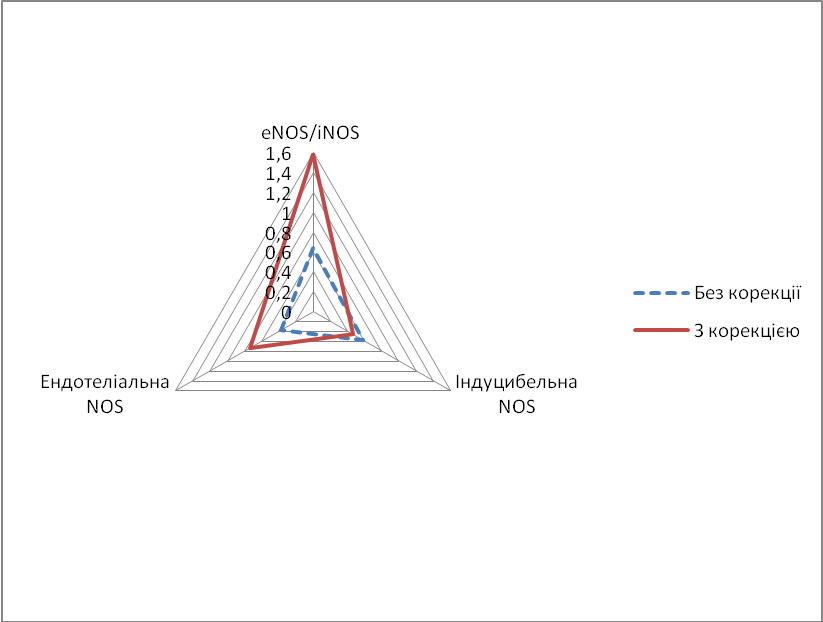 eNOS/iNOS
1,6
1,4
1,2
1
0,8
0,6
0,4
0,2
0
Без корекції
З корекцією
Ендотеліальна
NOS
Індуцибельна
NOS